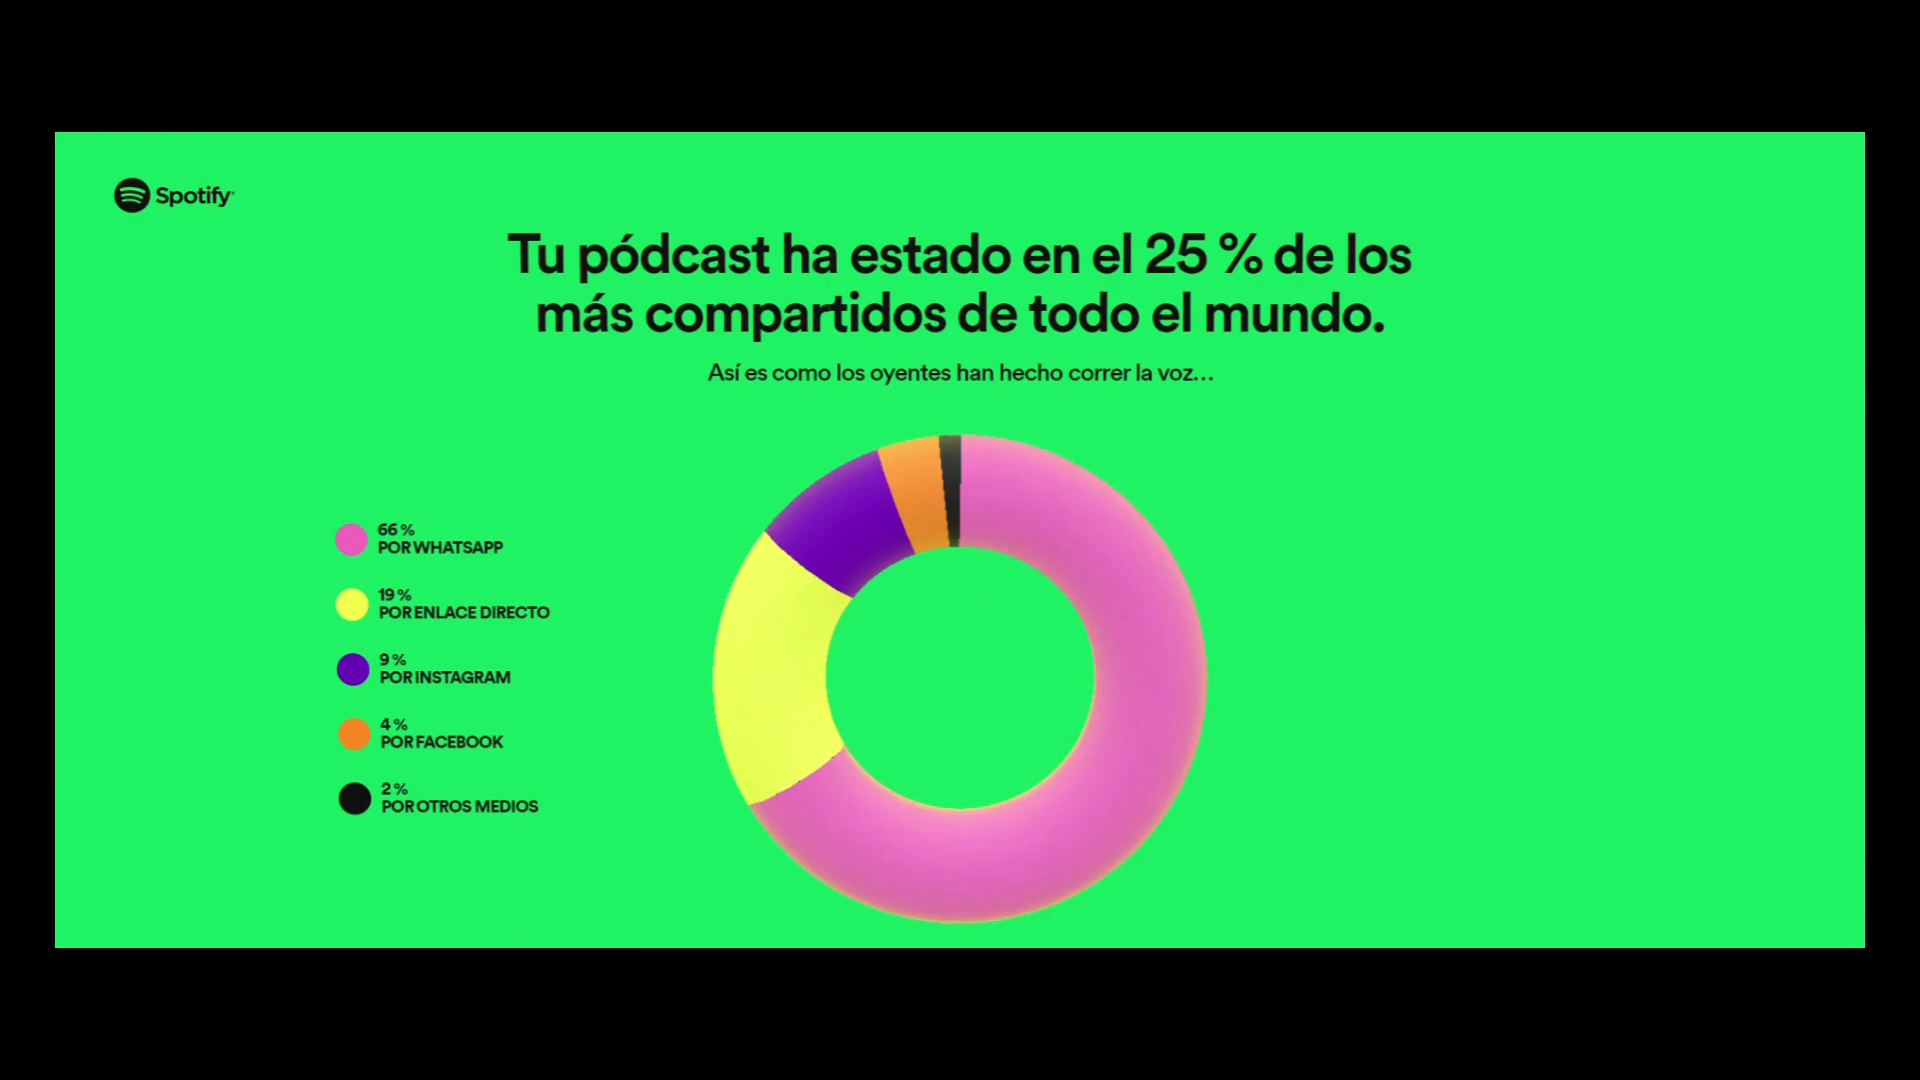 Spotify
Tu pódcast ha estado en el 25 % de los
más compartidos de todo el mundo.
Así es como los oyentes han hecho correr la voz...
66 %
POR WHATSAPP
19 %
POR ENLACE DIRECTO
9 %
POR INSTAGRAM
4 %
POR FACEBOOK
2 %
POR OTROS MEDIOS